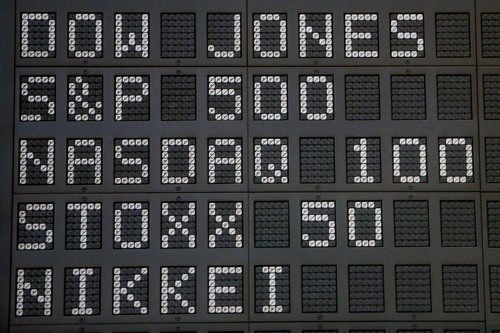 DOW JONES
S&P 500
NASDAQ 100
STOXX 50
NIKKEI